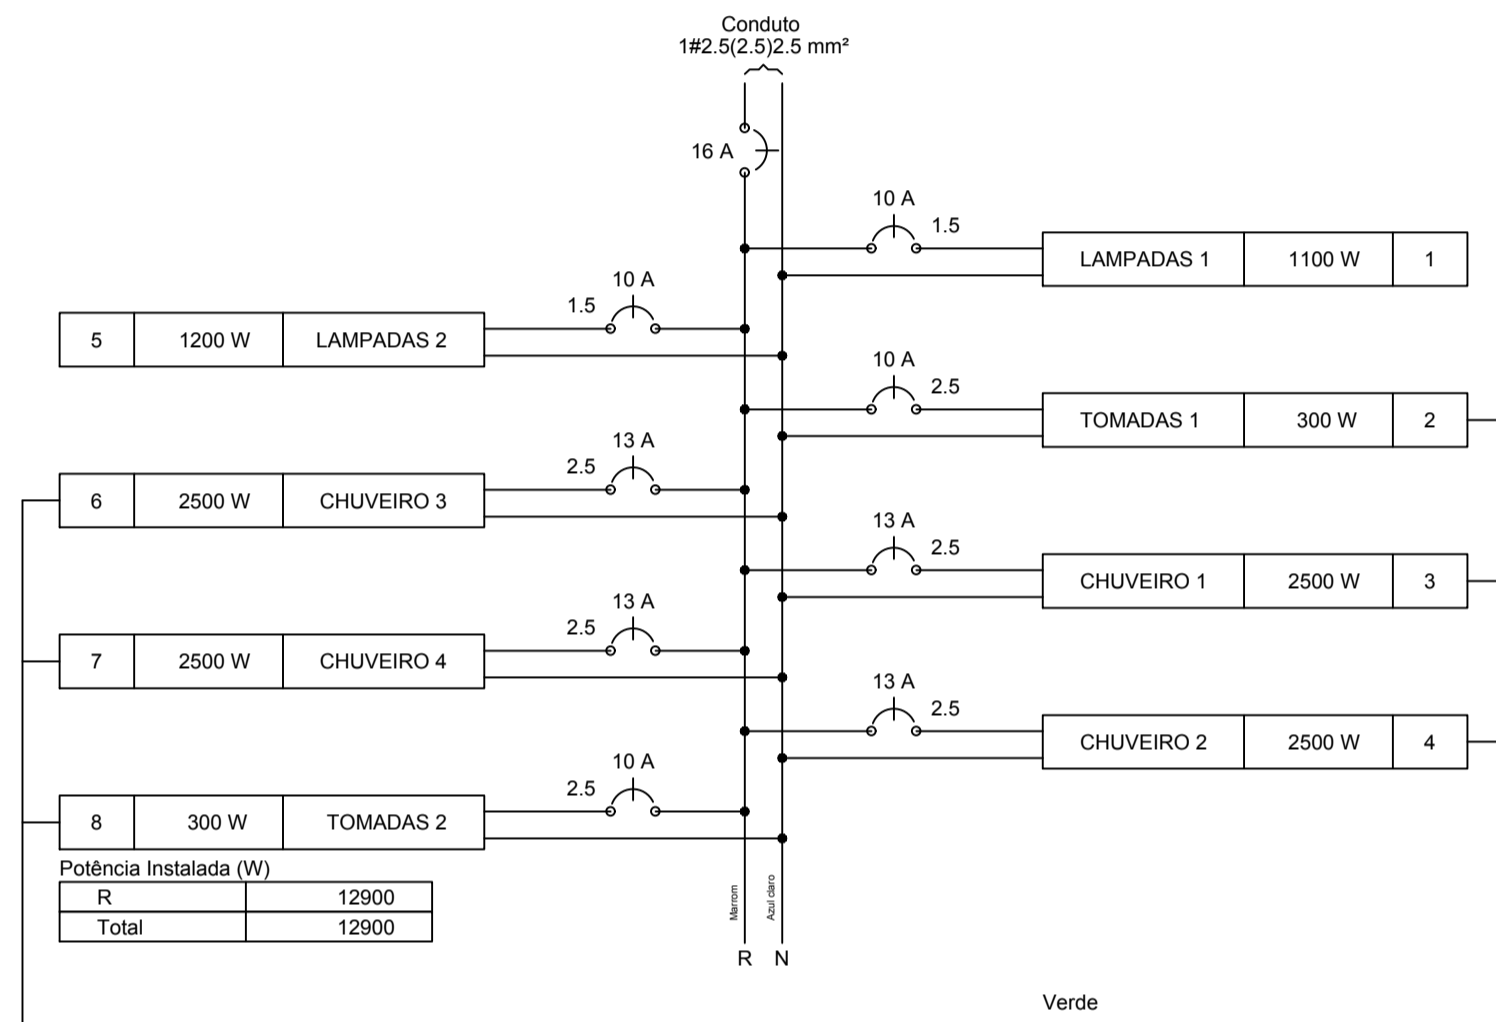 Conduto
1#2.5(2.5)2.5 mm²
16 A
10 A
1.5
LAMPADAS 1 1100 W 1
10 A
1.5
5 1200 W LAMPADAS 2
10 A
2.5
TOMADAS 1 300 W 2
13 A
2.5
6 2500 W CHUVEIRO 3
13 A
2.5
CHUVEIRO 1 2500 W 3
13 A
2.5
7 2500 W CHUVEIRO 4
13 A
2.5
CHUVEIRO 2 2500 W 4
10 A
2.5
8 300 W TOMADAS 2
Potência Instalada (W)
R 12900
Total 12900
Marrom
Azul claro
R N
Verde